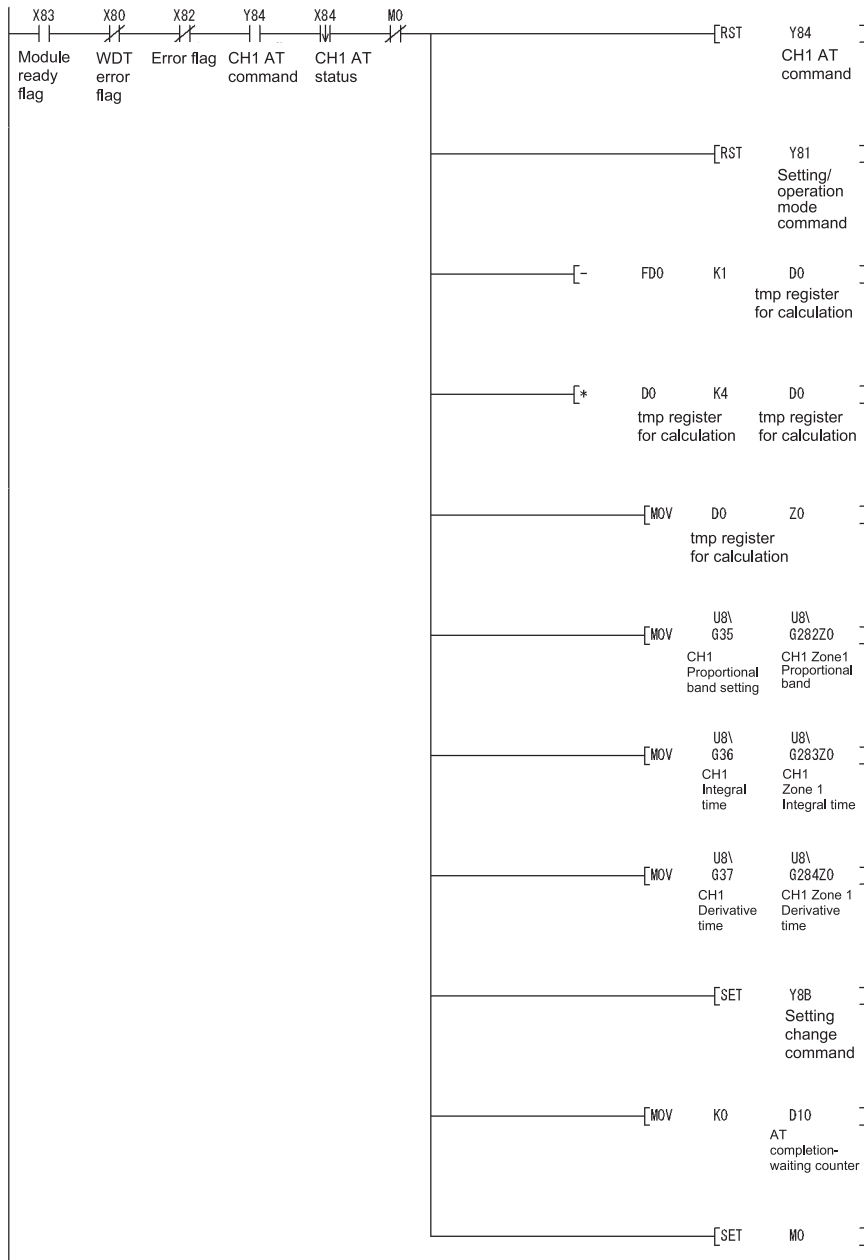 X83 X80 X82 Y84 X84 M0
Module ready flag
WDT error flag
Error flag
CH1 AT command
CH1 AT status
RST Y84
CH1 AT
command
RST Y81
Setting/
operation
mode
command
- FD0 K1 D0
tmp register
for calculation
* D0 K4 D0
tmp register
for calculation
tmp register
for calculation
MOV D0 Z0
tmp register
for calculation
U8\ U8\
MOV G35 G282Z0
CH1
Proportional
band setting
CH1 Zone1
Proportional
band
U8\ U8\
MOV G36 G283Z0
CH1
Integral
time
CH1
Zone 1
Integral time
U8\ U8\
MOV G37 G284Z0
CH1
Derivative
time
CH1 Zone 1
Derivative
time
SET Y8B
Setting
change
command
MOV K0 D10
AT
completion-
waiting counter
SET M0